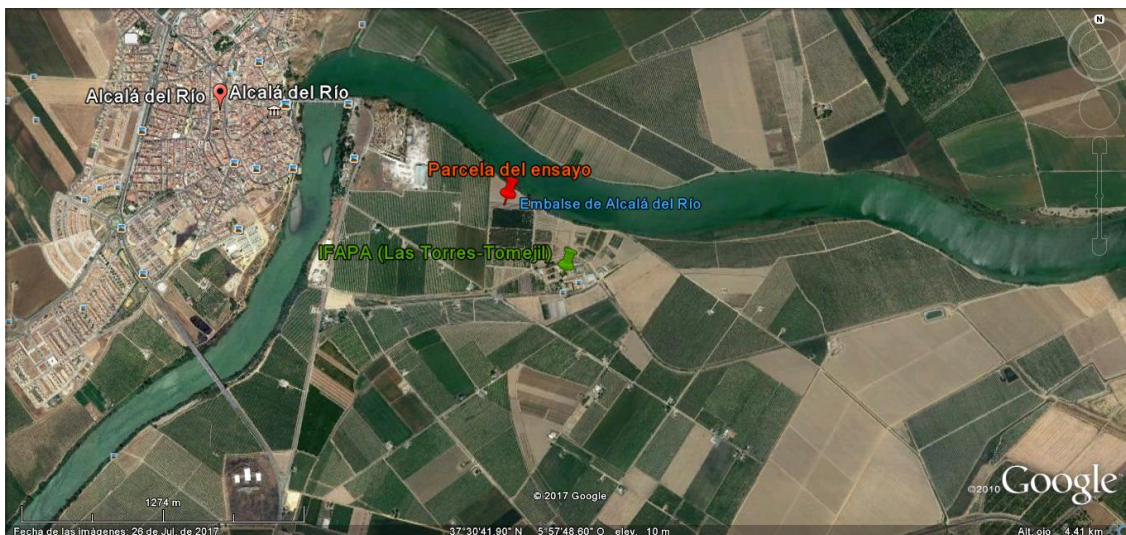 N
Alcalá del Río Alcalá del Río
Parcela del ensayo
Embalse de Alcalá del Río
IFAPA (Las Torres-Tomejil)
© 2017 Google
©2010 Google
1274 m
Fecha de las imágenes: 26 de Jul. de 2017 37°30'41.90" N 5°57'48.60" O elev. 10 m Alt. ojo 4.41 km